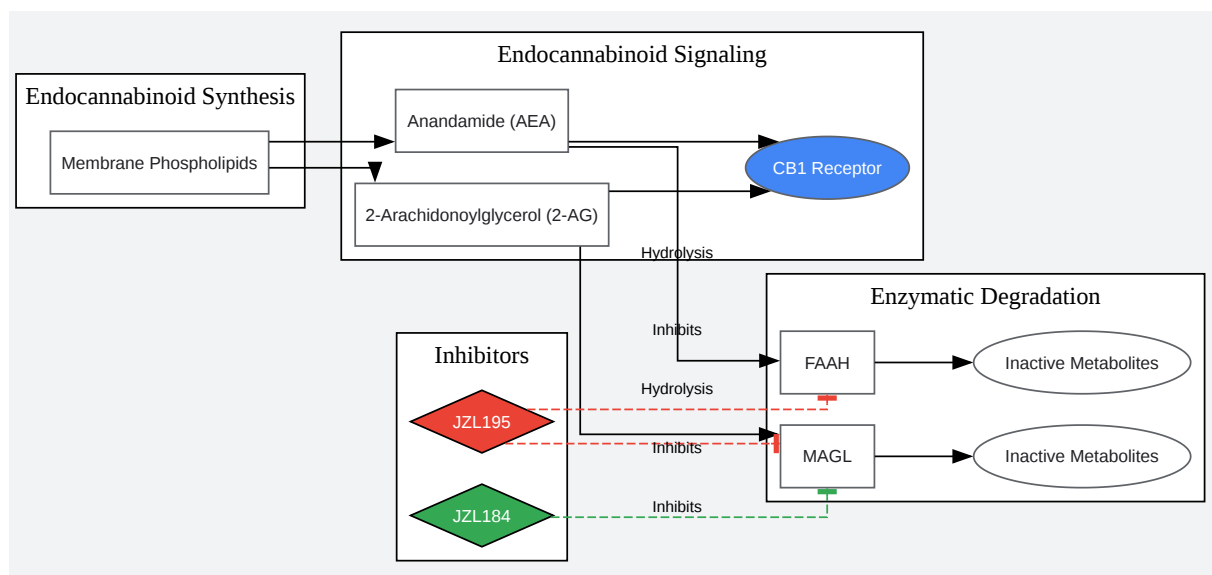 Endocannabinoid Synthesis
Membrane Phospholipids
Endocannabinoid Signaling
Anandamide (AEA)
CB1 Receptor
2-Arachidonoylglycerol (2-AG)
Hydrolysis
Inhibits
Hydrolysis
Inhibits
Inhibits
Inhibitors
JZL195
JZL184
Enzymatic Degradation
FAAH
Inactive Metabolites
MAGL
Inactive Metabolites